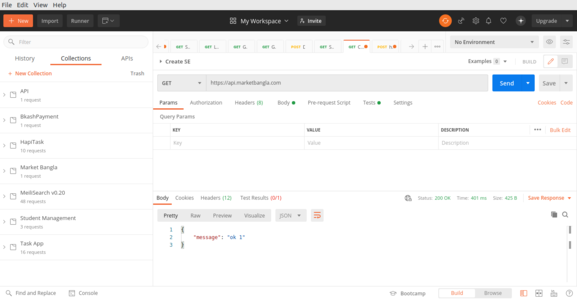 File Edit View Help
+ New Import Runner My Workspace Invite Upgrade
Filter
History Collections APIs
+ New Collection Trash
API
1 request
BkashPayment
1 request
HapiTask
10 requests
Market Bangla
1 request
MeiliSearch v0.20
46 requests
Student Management
3 requests
Task App
16 requests
GET S.. GET L.. GET G. GET G. GET S.. No Environment
Create SE Examples 0 BUILD
GET https://api.marketbangla.com Send Save
Params Authorization Headers (8) Body Pre-request Script Tests Settings Cookies Code
Query Params
KEY VALUE DESCRIPTION Bulk Edit
Key Value Description
Body Cookies Headers (12) Test Results (0/1) Status: 200 OK Time: 491 ms Size: 425 B Save Response
Pretty Raw Preview Visualize JSON
1 {
2 "message": "ok 1"
3 }
Find and Replace Console Bootcamp Build Browse